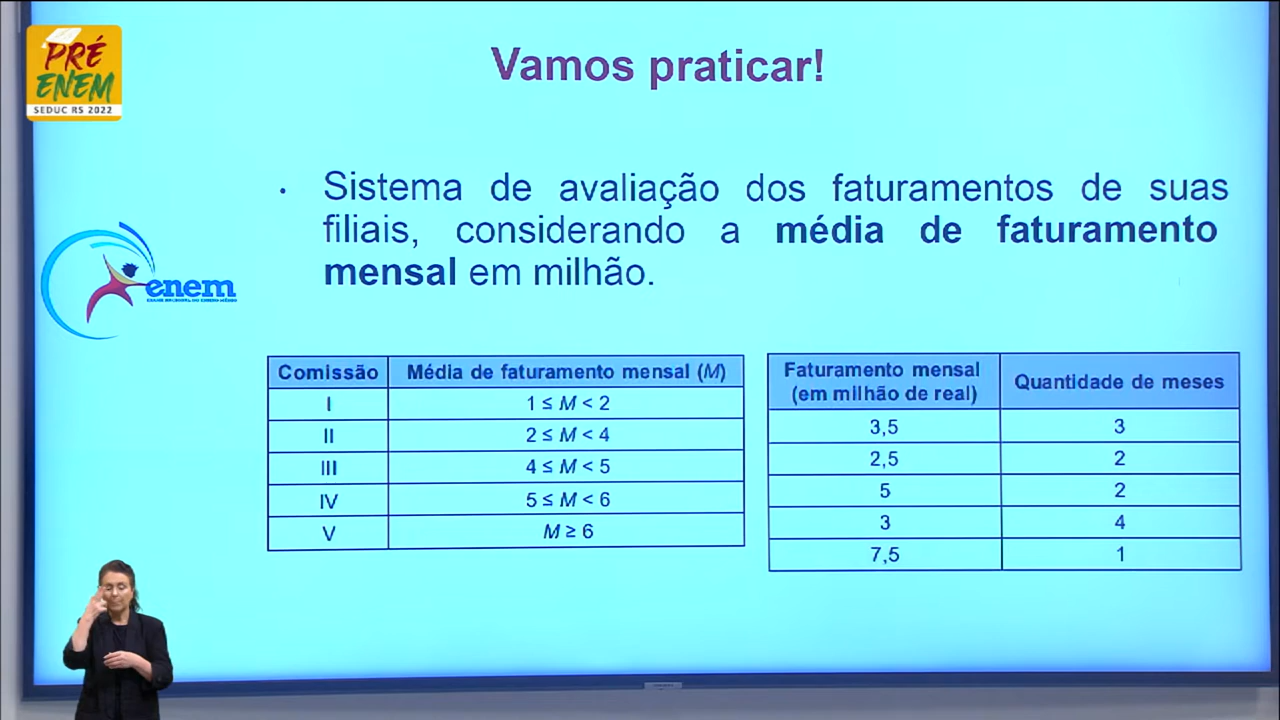 PRÉ
ENEM
SEDUC RS 2022
Vamos praticar!
• Sistema de avaliação dos faturamentos de suas
filiais, considerando a média de faturamento
mensal em milhão.
enem
Comissão Média de faturamento mensal (M)
I 1 ≤ M < 2
II 2 ≤ M < 4
III 4 ≤ M < 5
IV 5 ≤ M < 6
V M ≥ 6
Faturamento mensal
(em milhão de real) Quantidade de meses
3,5 3
2,5 2
5 2
3 4
7,5 1